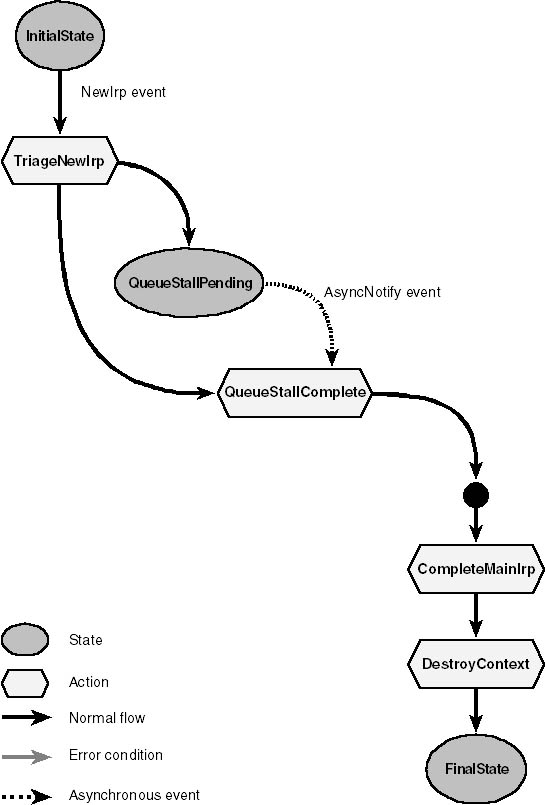 InitialState
NewIrp event
TriageNewIrp
QueueStallPending
AsyncNotify event
QueueStallComplete
CompleteMainIrp
DestroyContext
FinalState
State
Action
Normal flow
Error condition
Asynchronous event